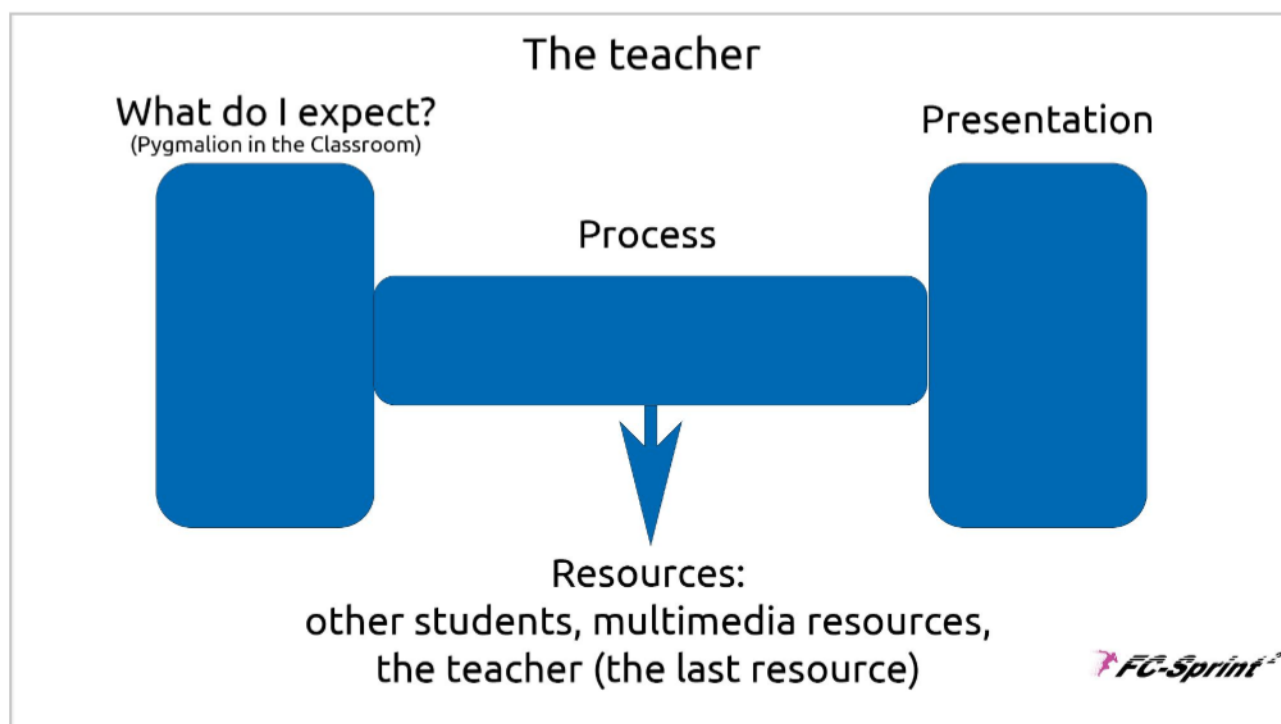 The teacher
What do I expect?
(Pygmalion in the Classroom)
Presentation
Process
Resources:
other students, multimedia resources,
the teacher (the last resource)
FC-Sprint²